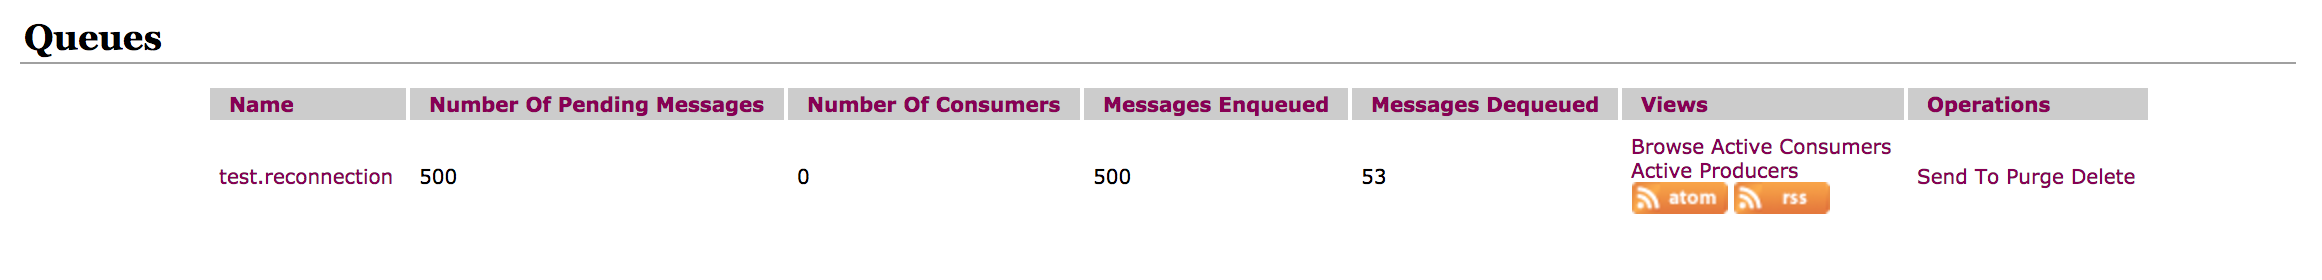 Queues
Name Number Of Pending Messages Number Of Consumers Messages Enqueued Messages Dequeued Views Operations
test.reconnection 500 0 500 53 Browse Active Consumers
Active Producers
atom rss Send To Purge Delete